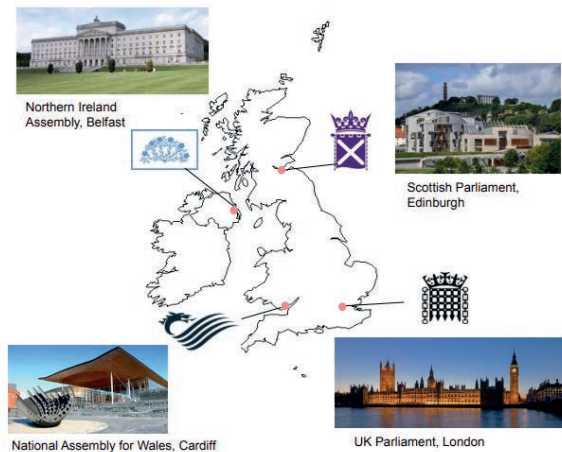 Northern Ireland
Assembly, Belfast
Scottish Parliament,
Edinburgh
National Assembly for Wales, Cardiff
UK Parliament, London